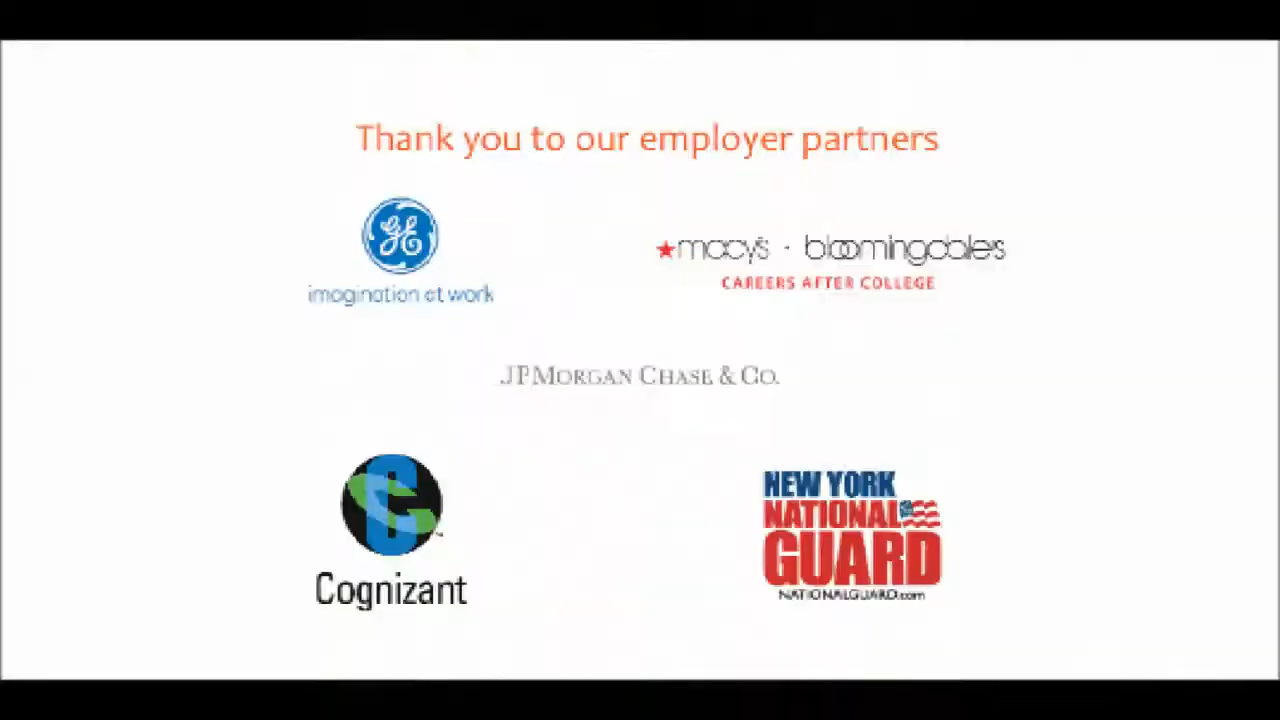 Thank you to our employer partners
GE
imagination at work
macy's · bloomingdale's
CAREERS AFTER COLLEGE
JPMORGAN CHASE & CO.
Cognizant
NEW YORK
NATIONAL
GUARD
NATIONALGUARD.com